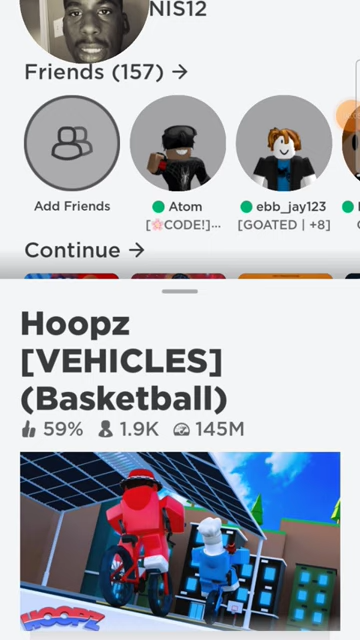 NIS12
Friends (157) →
Add Friends
Atom
ebb_jay123
[🌸CODE!]...
[GOATED | +8]
Continue →
Hoopz
[VEHICLES]
(Basketball)
59% 1.9K 145M
HOOPZ